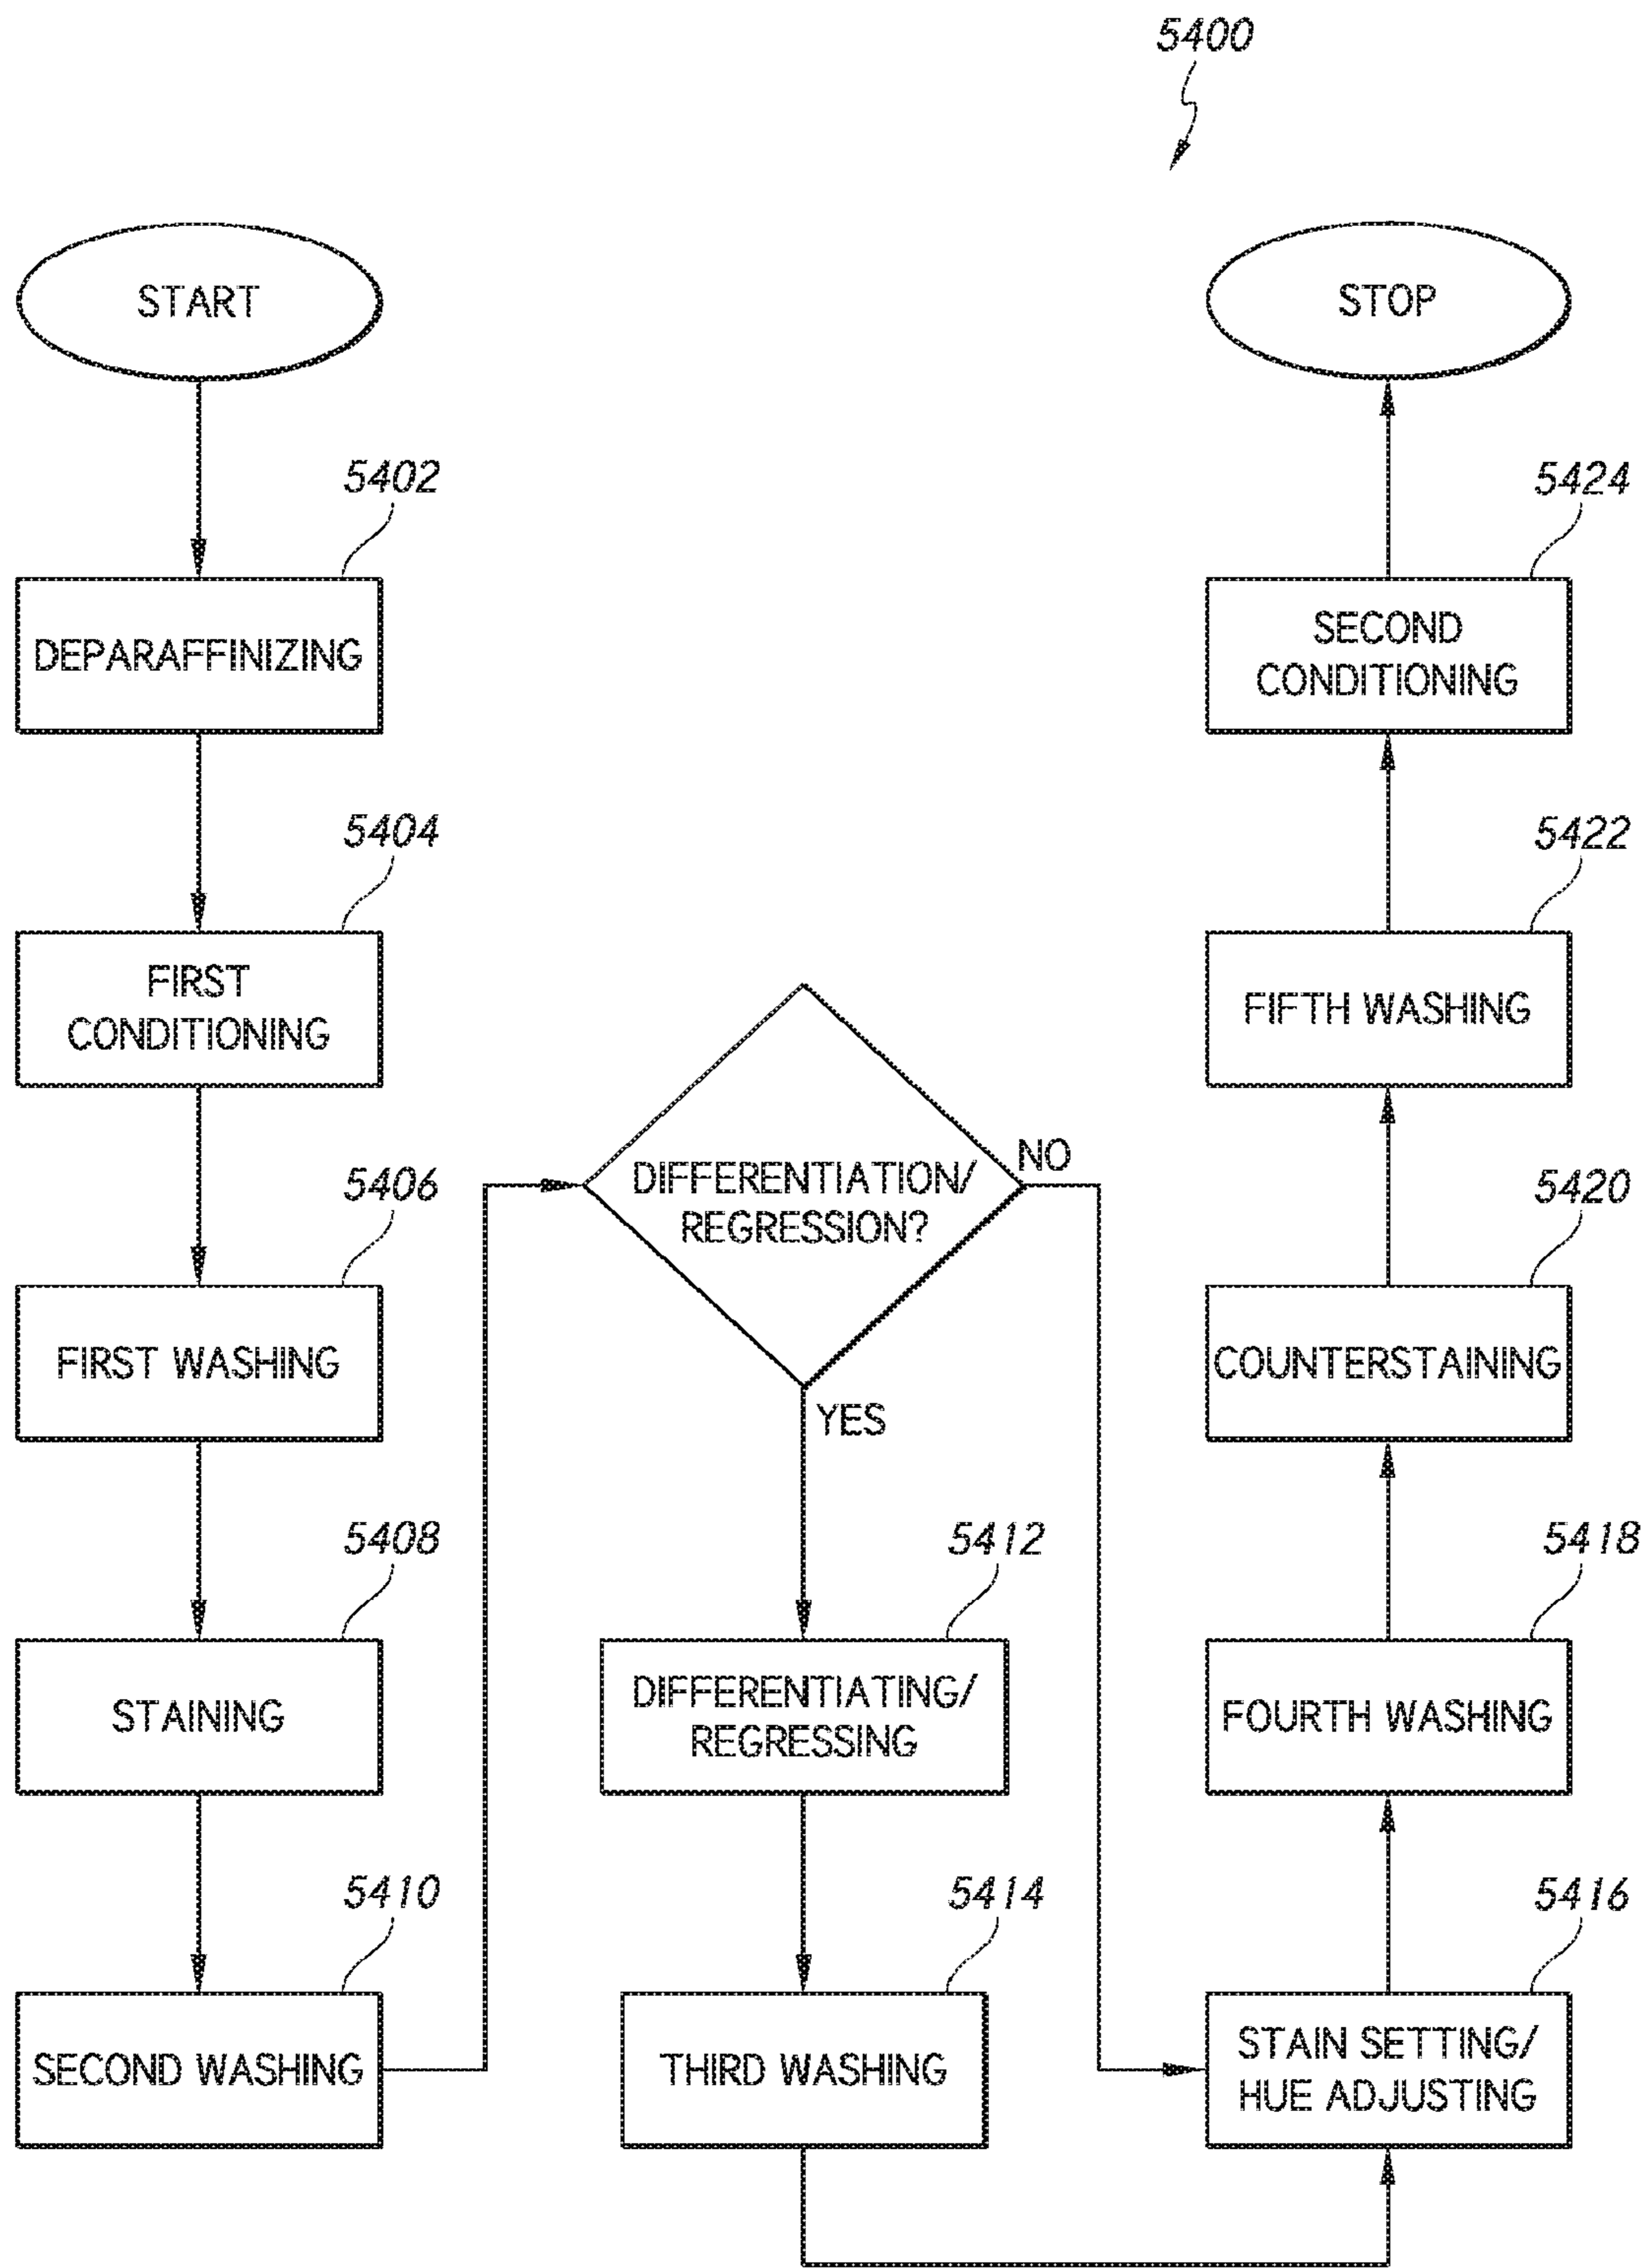 5400
START
5402
DEPARAFFINIZING
5404
FIRST
CONDITIONING
5406
FIRST WASHING
5408
STAINING
5410
SECOND WASHING
DIFFERENTIATION/
REGRESSION?
NO
YES
5412
DIFFERENTIATING/
REGRESSING
5414
THIRD WASHING
5416
STAIN SETTING/
HUE ADJUSTING
5418
FOURTH WASHING
5420
COUNTERSTAINING
5422
FIFTH WASHING
5424
SECOND
CONDITIONING
STOP